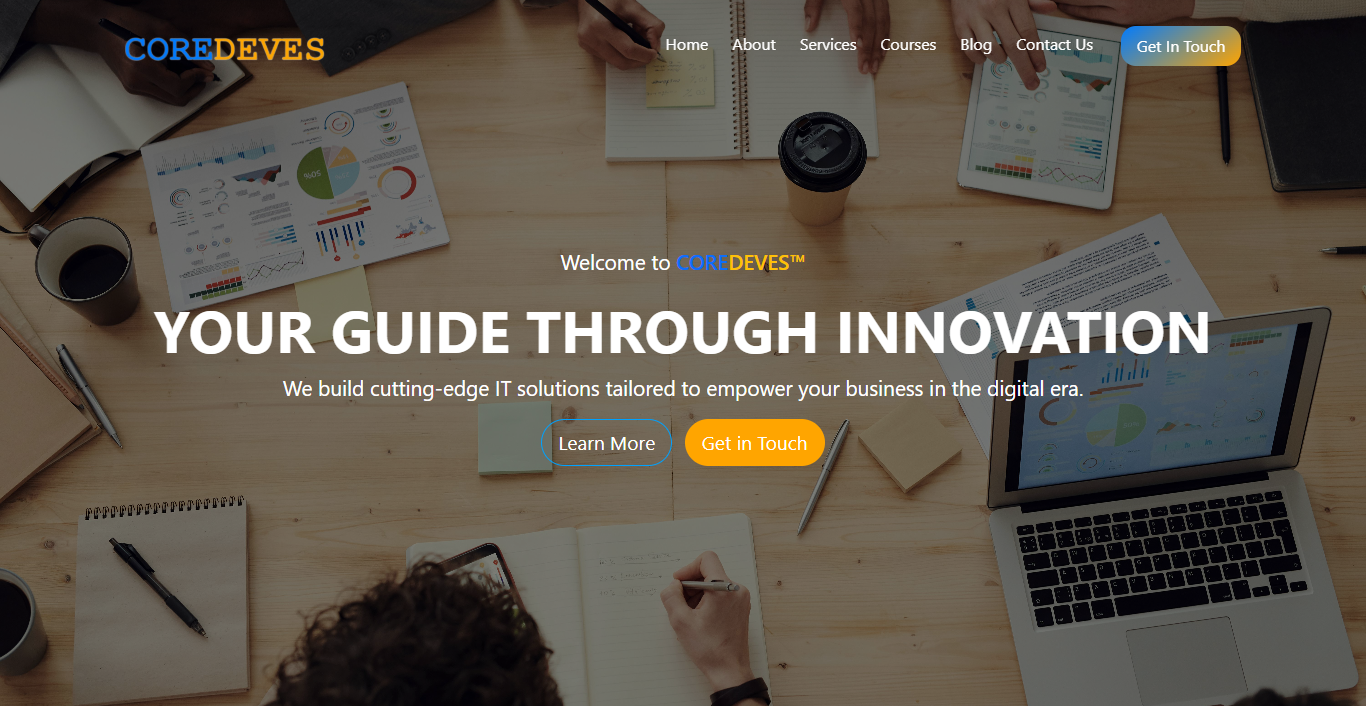 COREDEVES
Home About Services Courses Blog Contact Us Get In Touch
Welcome to COREDEVES™
YOUR GUIDE THROUGH INNOVATION
We build cutting-edge IT solutions tailored to empower your business in the digital era.
Learn More Get in Touch